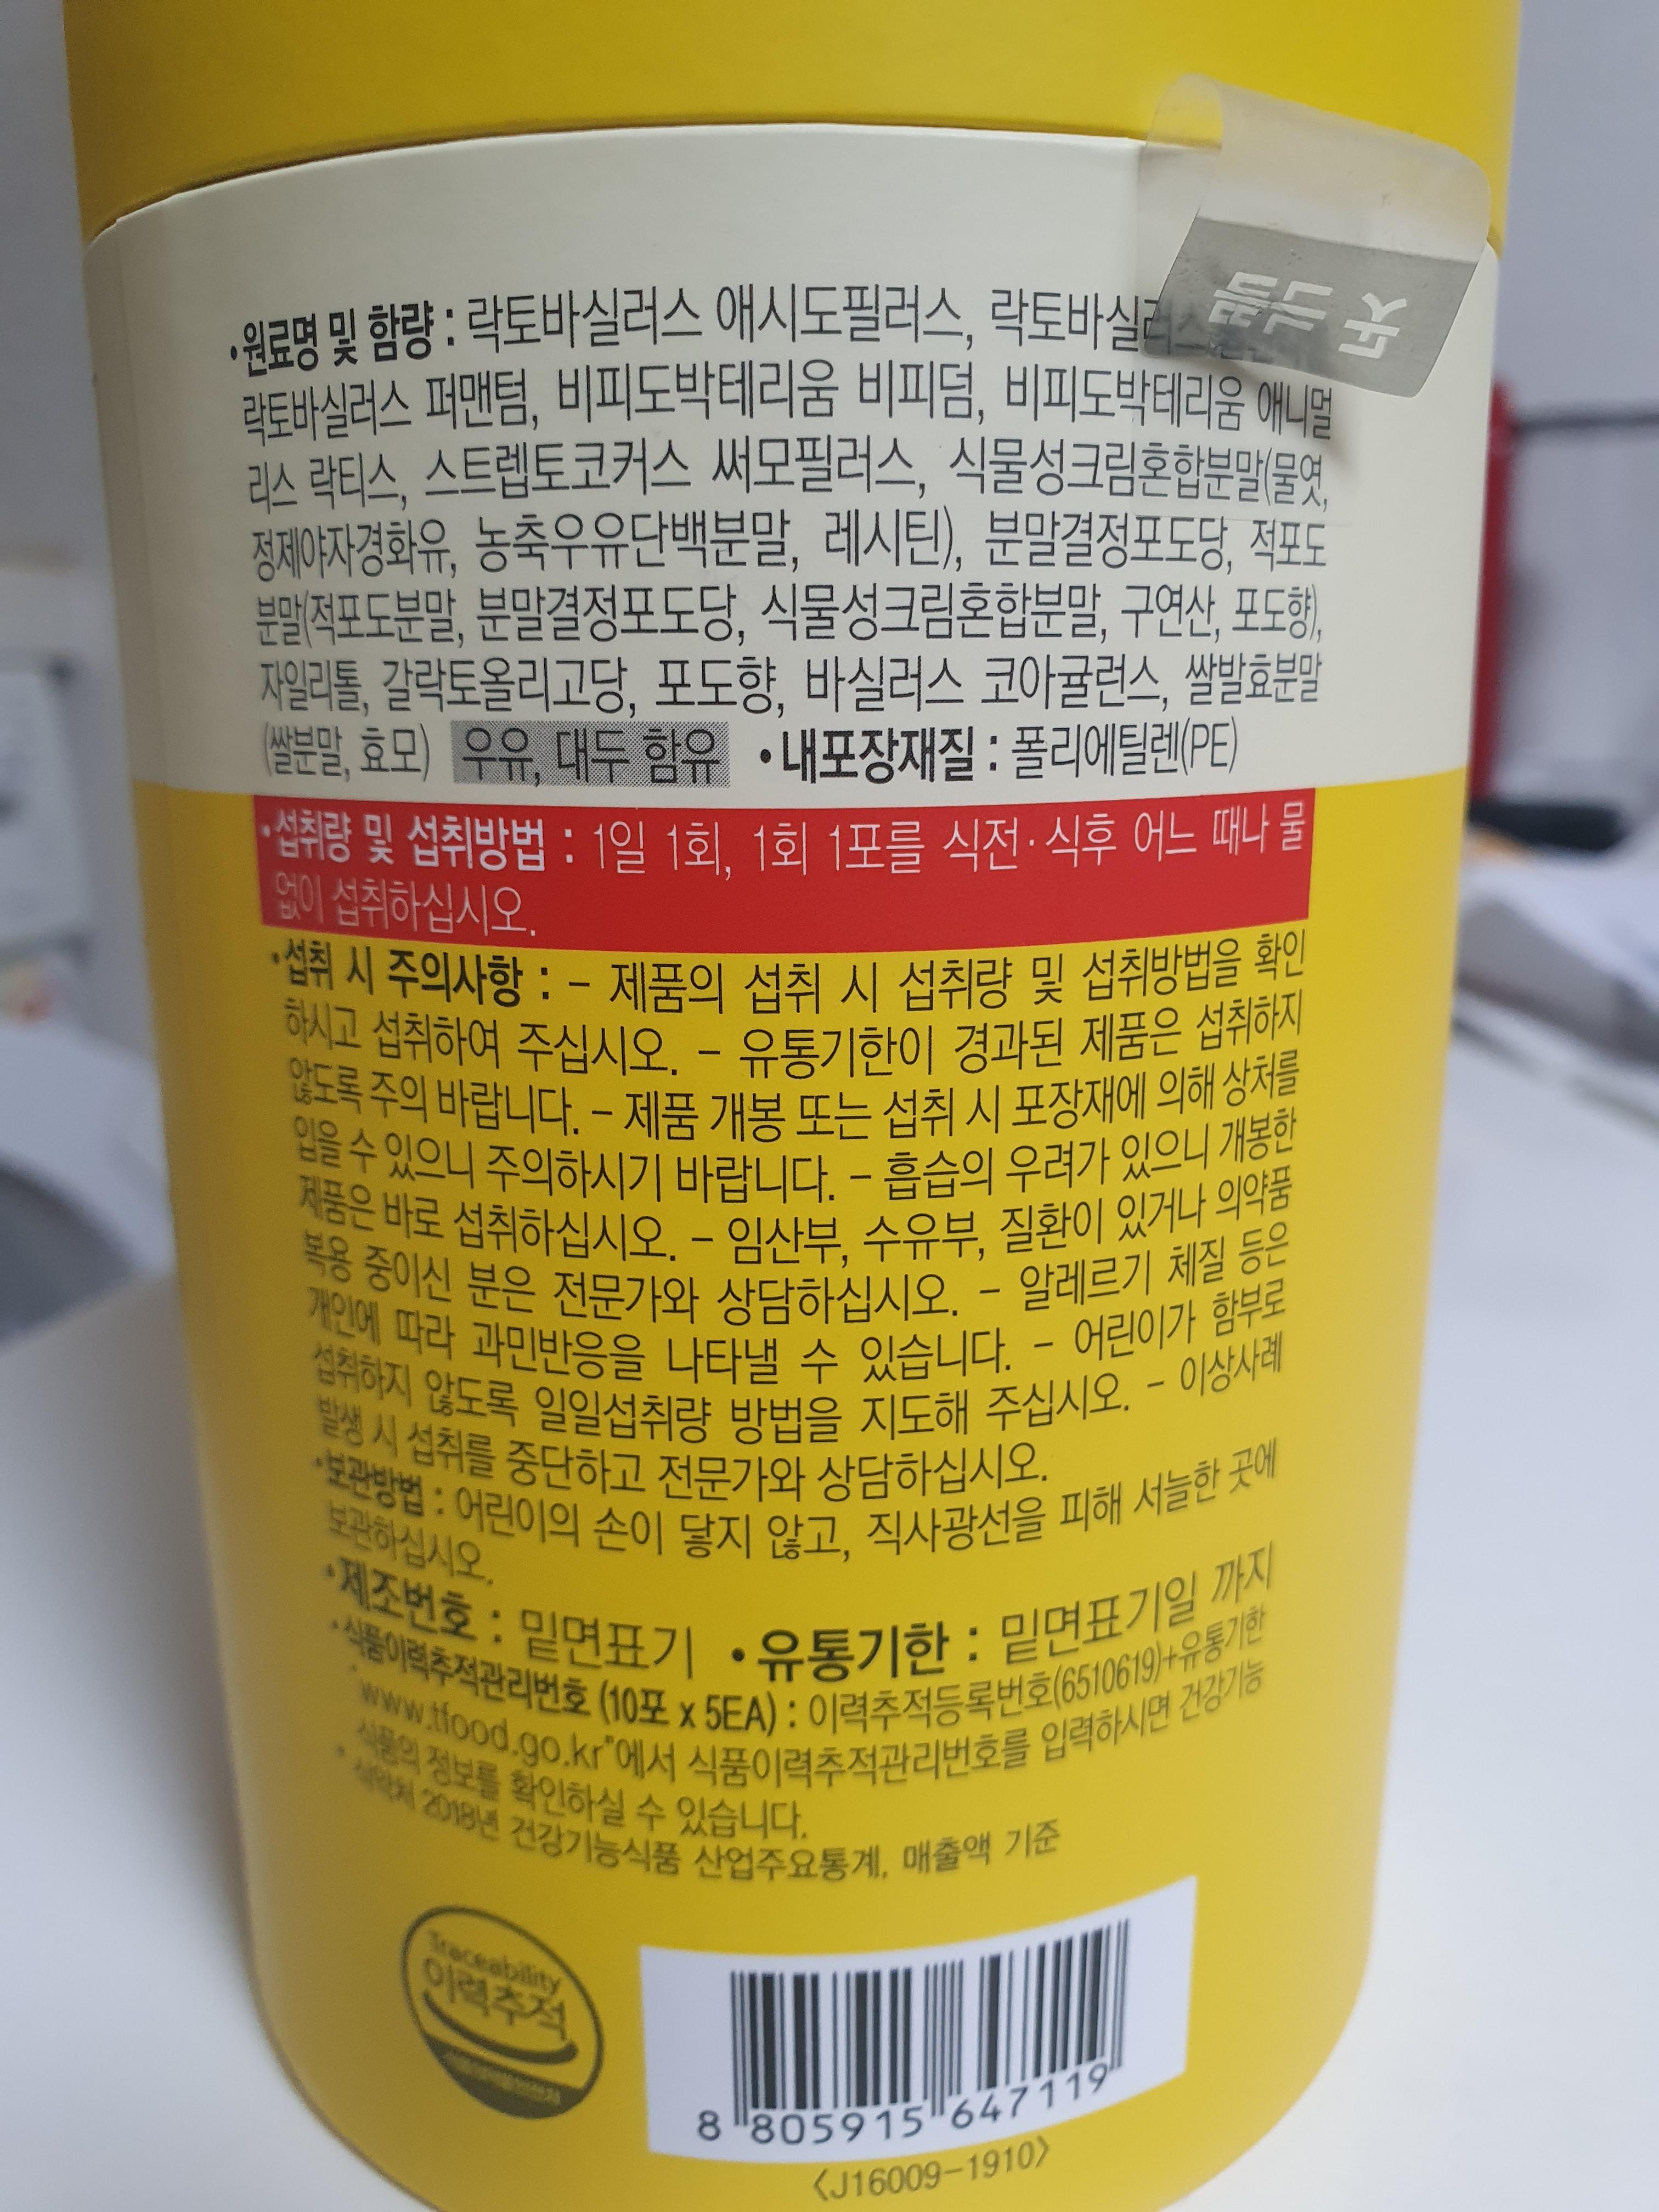 •원료명 및 함량 : 락토바실러스 애시도필러스, 락토바실러스
락토바실러스 퍼맨텀, 비피도박테리움 비피덤, 비피도박테리움 애니멀
리스 락티스, 스트렙토코커스 써모필러스, 식물성크림혼합분말(물엿,
정제야자경화유, 농축우유단백분말, 레시틴), 분말결정포도당, 적포도
분말(적포도분말, 분말결정포도당, 식물성크림혼합분말, 구연산, 포도향),
자일리톨, 갈락토올리고당, 포도향, 바실러스 코아귤런스, 쌀발효분말
(쌀분말, 효모) 우유, 대두 함유 •내포장재질 : 폴리에틸렌(PE)
•섭취량 및 섭취방법 : 1일 1회, 1회 1포를 식전·식후 어느 때나 물
없이 섭취하십시오.
•섭취 시 주의사항 : – 제품의 섭취 시 섭취량 및 섭취방법을 확인
하시고 섭취하여 주십시오. – 유통기한이 경과된 제품은 섭취하지
않도록 주의 바랍니다. – 제품 개봉 또는 섭취 시 포장재에 의해 상처를
입을 수 있으니 주의하시기 바랍니다. – 흡습의 우려가 있으니 개봉한
제품은 바로 섭취하십시오. – 임산부, 수유부, 질환이 있거나 의약품
복용 중이신 분은 전문가와 상담하십시오. – 알레르기 체질 등은
개인에 따라 과민반응을 나타낼 수 있습니다. – 어린이가 함부로
섭취하지 않도록 일일섭취량 방법을 지도해 주십시오. – 이상사례
발생 시 섭취를 중단하고 전문가와 상담하십시오.
•보관방법 : 어린이의 손이 닿지 않고, 직사광선을 피해 서늘한 곳에
보관하십시오.
•제조번호 : 밑면표기 •유통기한 : 밑면표기일 까지
•식품이력추적관리번호 (10포 x 5EA) : 이력추적등록번호(6510619)+유통기한
"www.tfood.go.kr"에서 식품이력추적관리번호를 입력하시면 건강기능
식품의 정보를 확인하실 수 있습니다.
* 식약처 2018년 건강기능식품 산업주요통계, 매출액 기준
Traceability
이력추적
8 805915 647119
〈J16009-1910〉